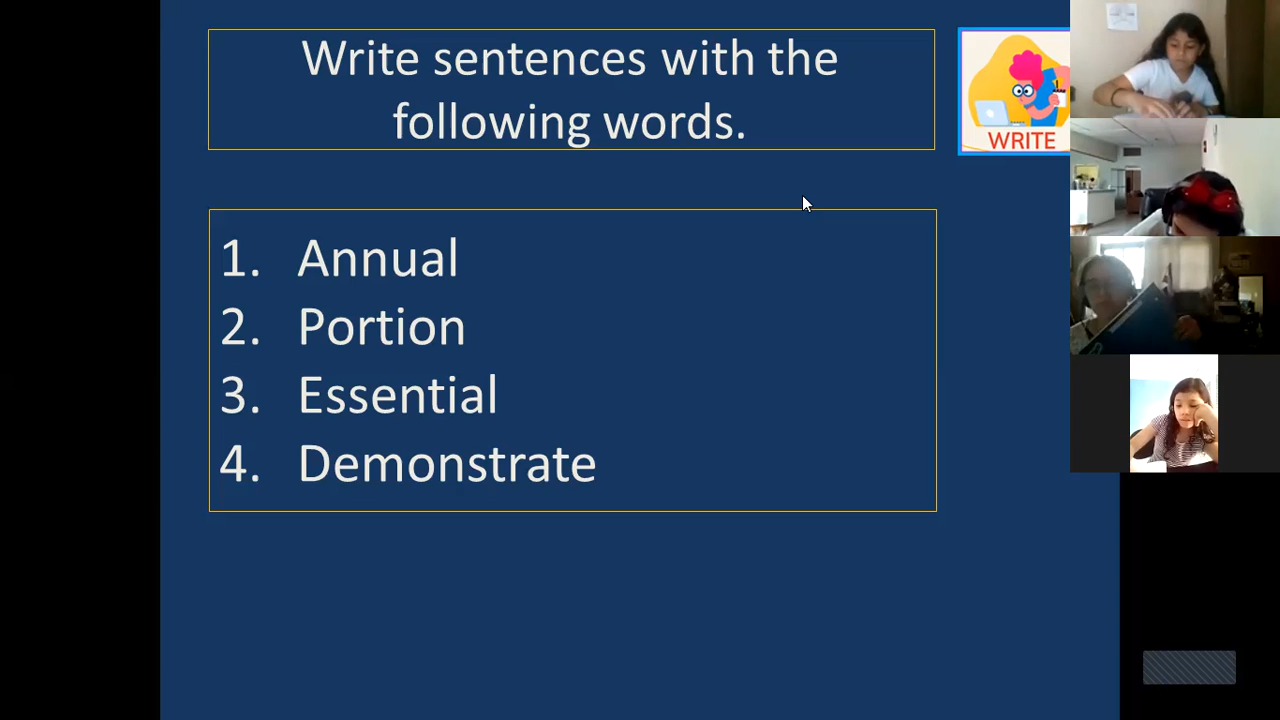 Write sentences with the
following words.
WRITE
1. Annual
2. Portion
3. Essential
4. Demonstrate